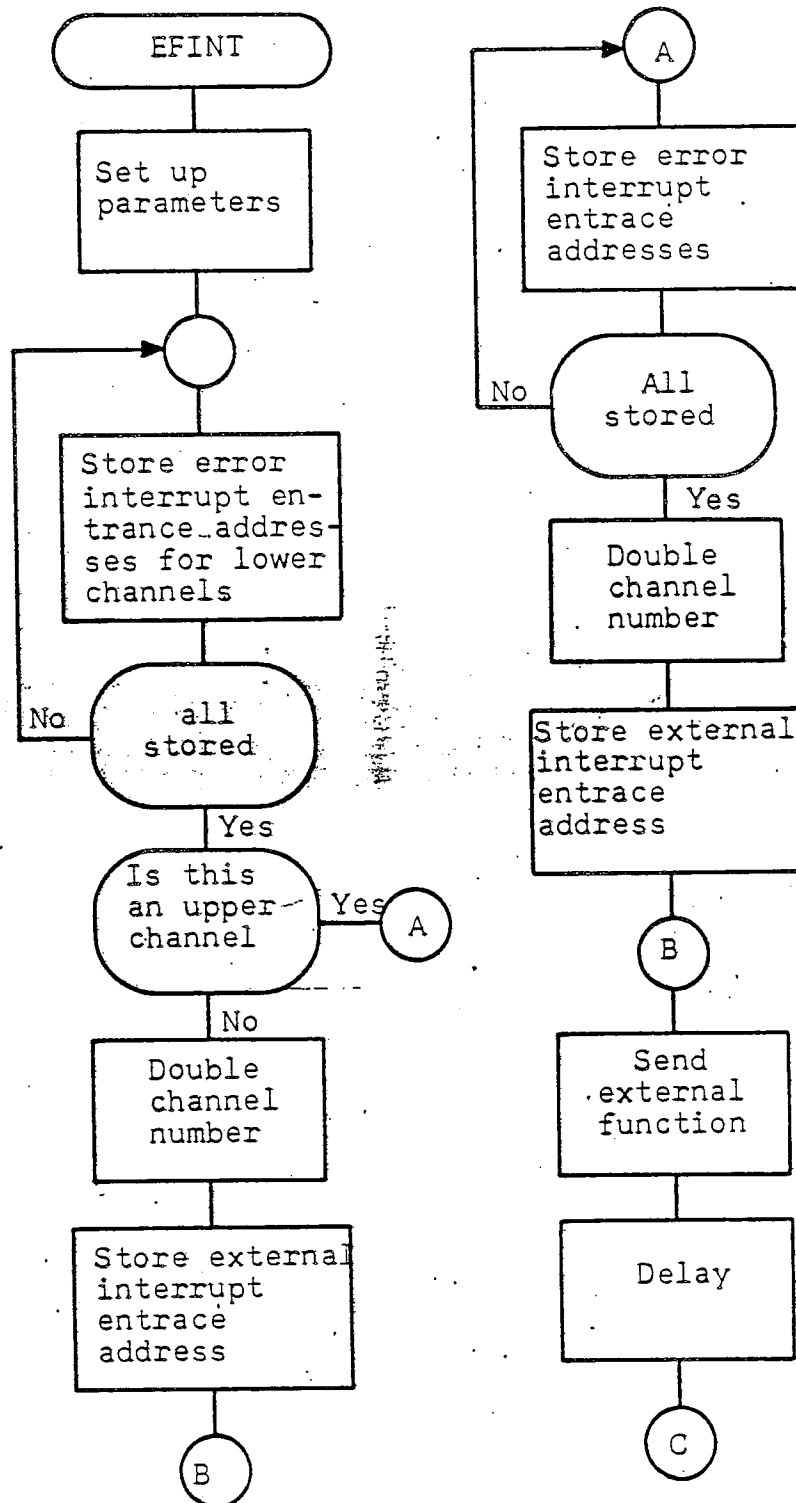 EFINT
Set up
parameters
Store error
interrupt en-
trance addres-
ses for lower
channels
all
stored
No
Yes
Is this
an upper
channel
Yes
A
No
Double
channel
number
Store external
interrupt
entrace
address
B
A
Store error
interrupt
entrace
addresses
All
stored
No
Yes
Double
channel
number
Store external
interrupt
entrace
address
B
Send
external
function
Delay
C